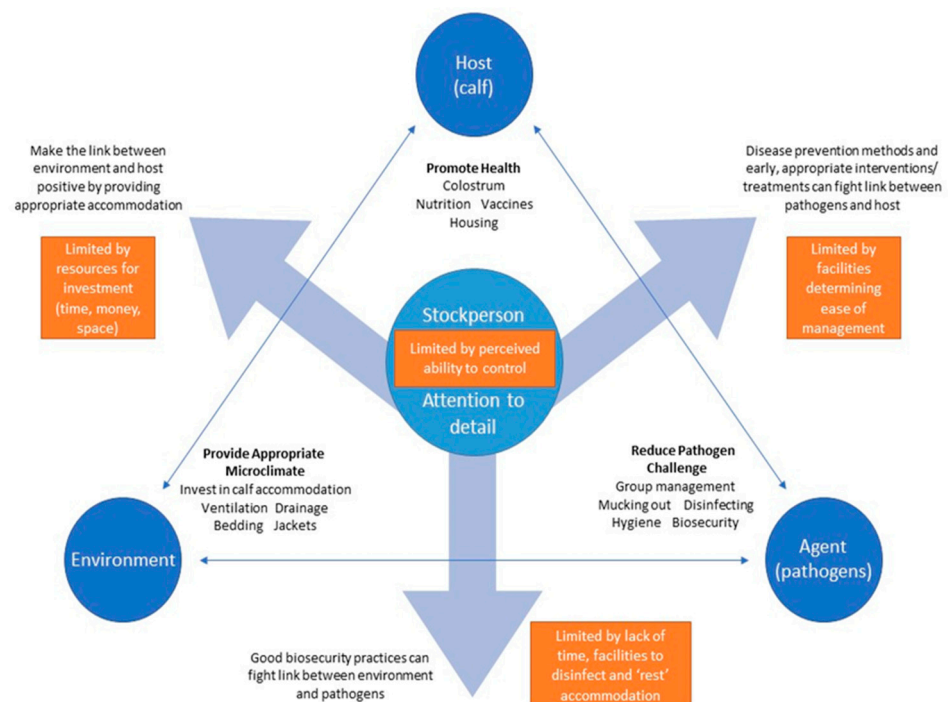 Host
(calf)
Make the link between
environment and host
positive by providing
appropriate accommodation
Limited by
resources for
investment
(time, money,
space)
Promote Health
Colostrum
Nutrition Vaccines
Housing
Disease prevention methods and
early, appropriate interventions/
treatments can fight link between
pathogens and host
Limited by
facilities
determining
ease of
management
Stockperson
Limited by perceived
ability to control
Attention to
detail
Provide Appropriate
Microclimate
Invest in calf accommodation
Ventilation Drainage
Bedding Jackets
Reduce Pathogen
Challenge
Group management
Mucking out Disinfecting
Hygiene Biosecurity
Environment
Agent
(pathogens)
Good biosecurity practices can
fight link between environment
and pathogens
Limited by lack of
time, facilities to
disinfect and ‘rest’
accommodation